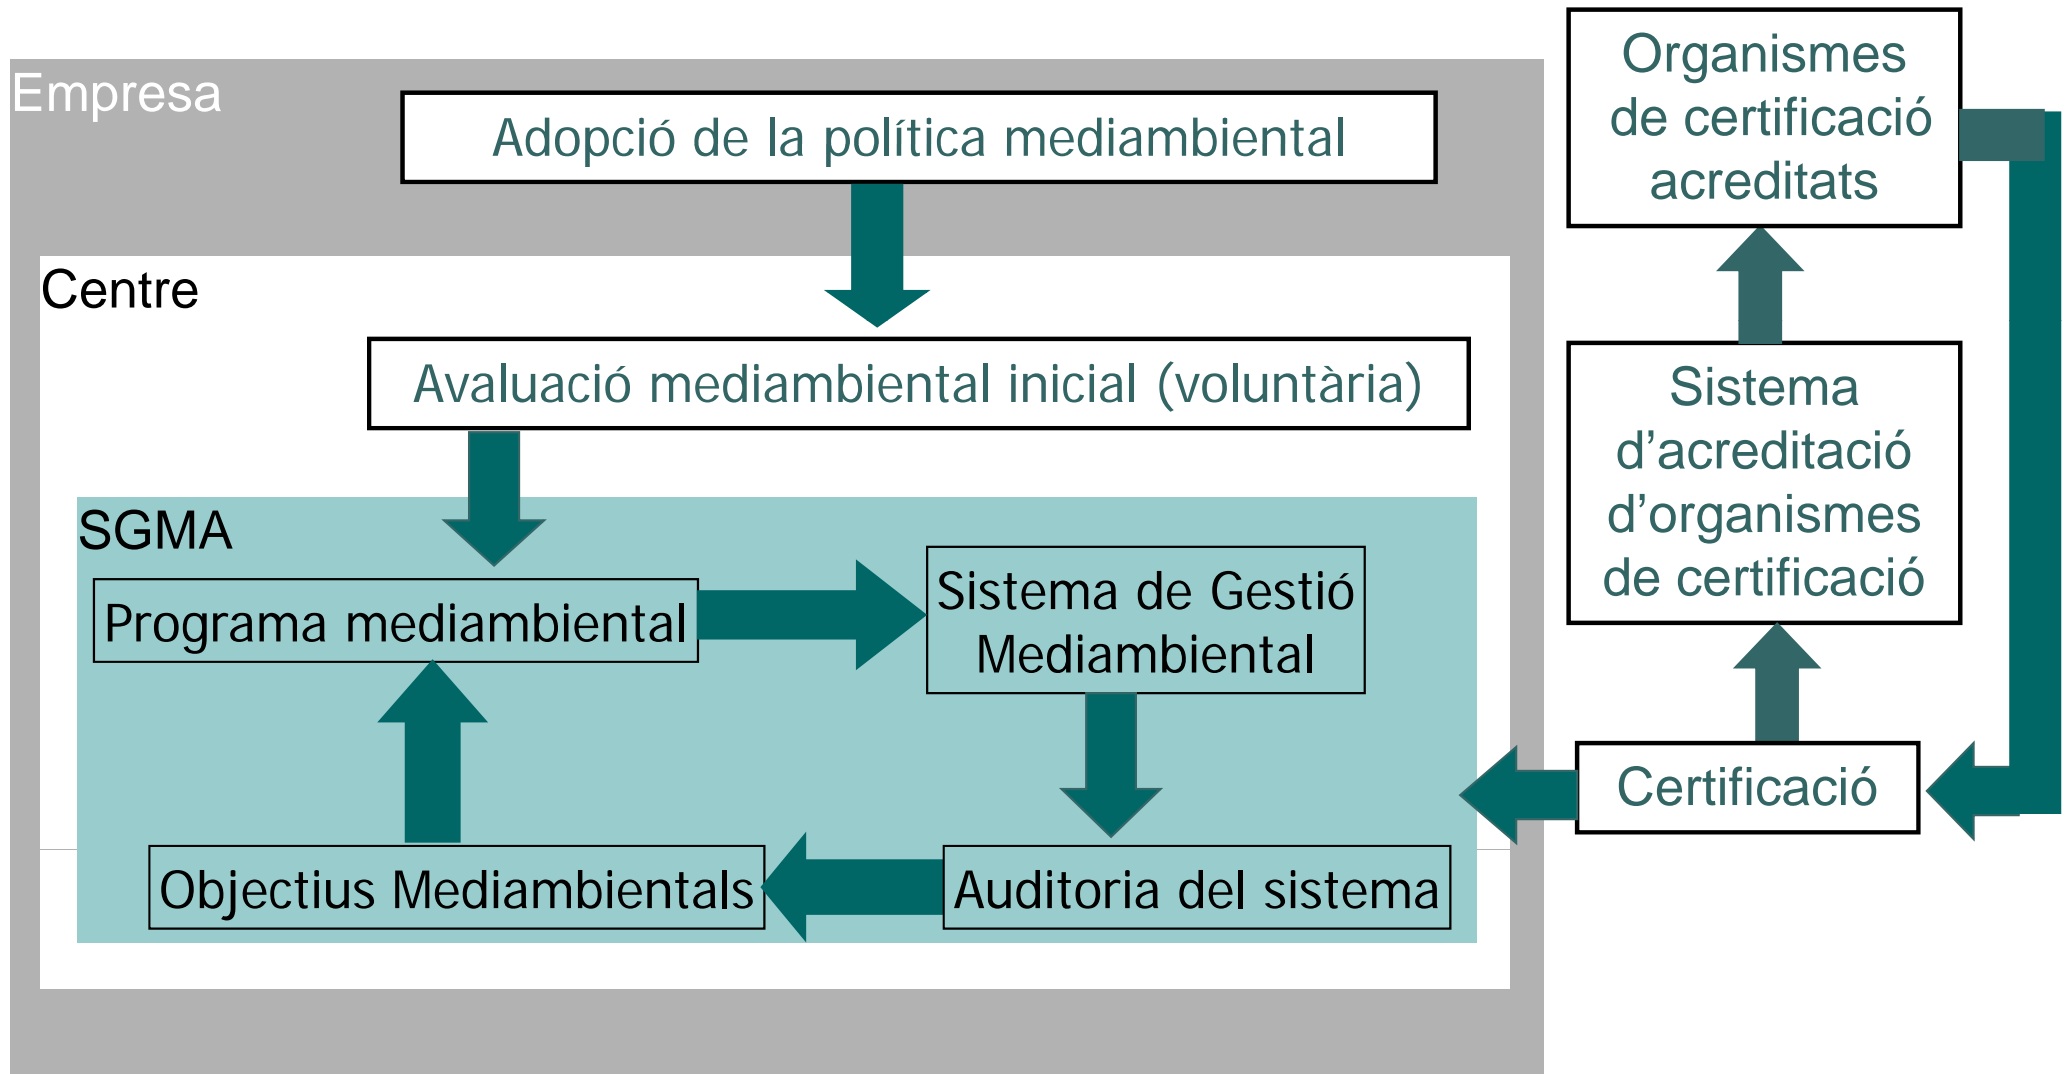 Empresa
Adopció de la política mediambiental
Centre
Avaluació mediambiental inicial (voluntària)
SGMA
Programa mediambiental
Sistema de Gestió
Mediambiental
Objectius Mediambientals
Auditoria del sistema
Organismes
de certificació
acreditats
Sistema
d’acreditació
d’organismes
de certificació
Certificació